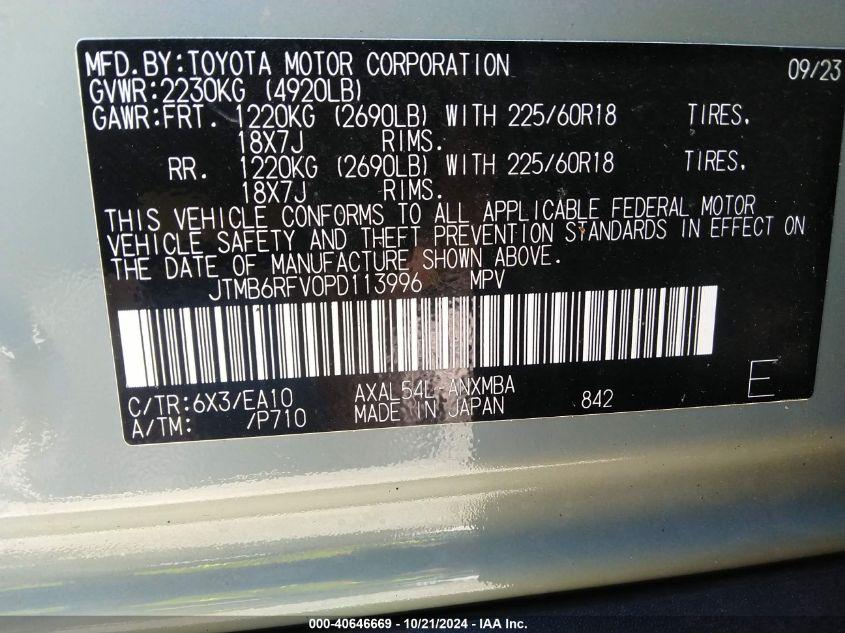 MFD.BY:TOYOTA MOTOR CORPORATION 09/23
GVWR:2230KG (4920LB)
GAWR:FRT. 1220KG (2690LB) WITH 225/60R18 TIRES.
18X7J RIMS.
RR. 1220KG (2690LB) WITH 225/60R18 TIRES.
18X7J RIMS.
THIS VEHICLE CONFORMS TO ALL APPLICABLE FEDERAL MOTOR
VEHICLE SAFETY AND THEFT PREVENTION STANDARDS IN EFFECT ON
THE DATE OF MANUFACTURE SHOWN ABOVE.
JTMB6RFV0PD113996 MPV
C/TR:6X3/EA10 AXAL54L-ANXMBA
A/TM: /P710 MADE IN JAPAN 842 E
000-40646669 - 10/21/2024 - IAA Inc.